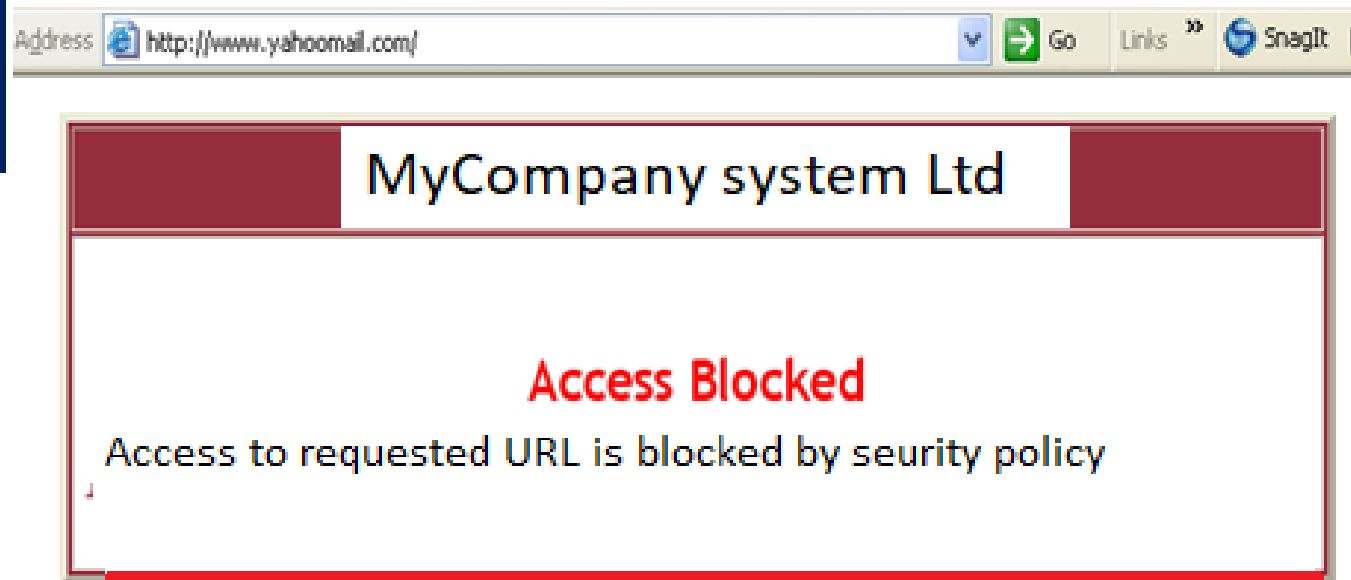 Address http://www.yahoomail.com/ Go Links » SnagIt
MyCompany system Ltd
Access Blocked
Access to requested URL is blocked by seurity policy